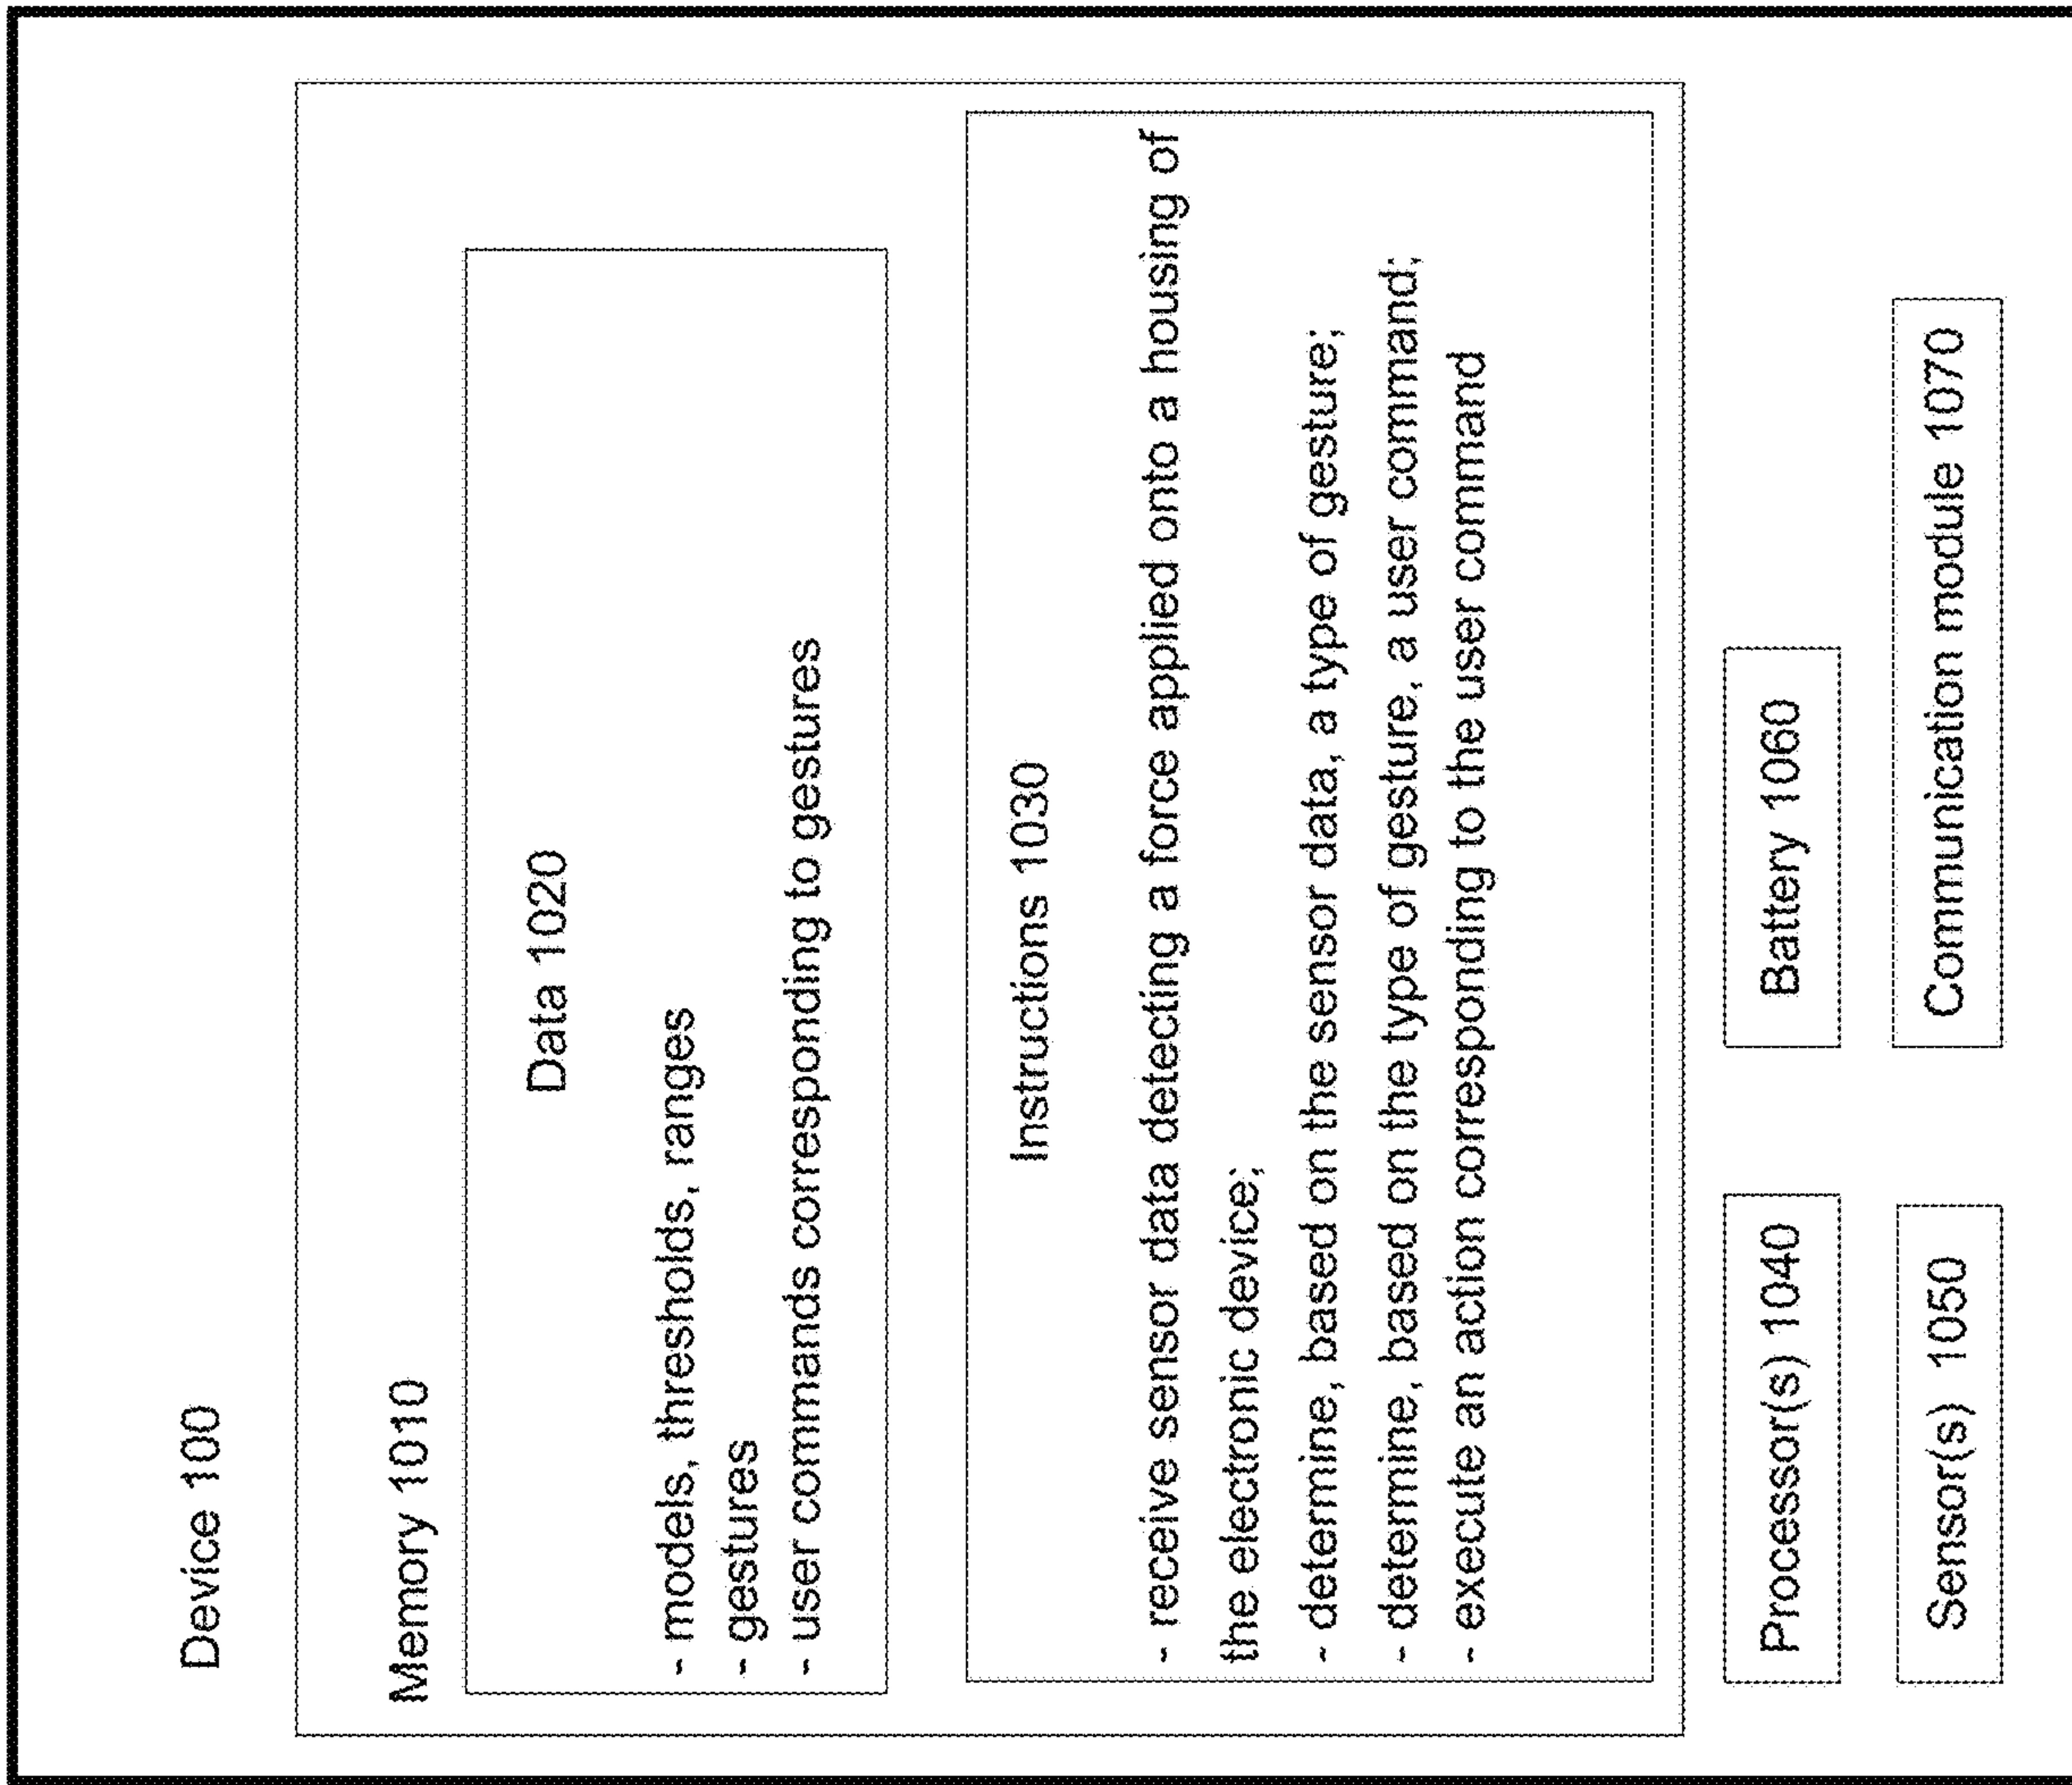 Device 100
Memory 1010
Data 1020
- models, thresholds, ranges
- gestures
- user commands corresponding to gestures
Instructions 1030
- receive sensor data detecting a force applied onto a housing of
the electronic device;
- determine, based on the sensor data, a type of gesture;
- determine, based on the type of gesture, a user command;
- execute an action corresponding to the user command
Processor(s) 1040
Battery 1060
Sensor(s) 1050
Communication module 1070